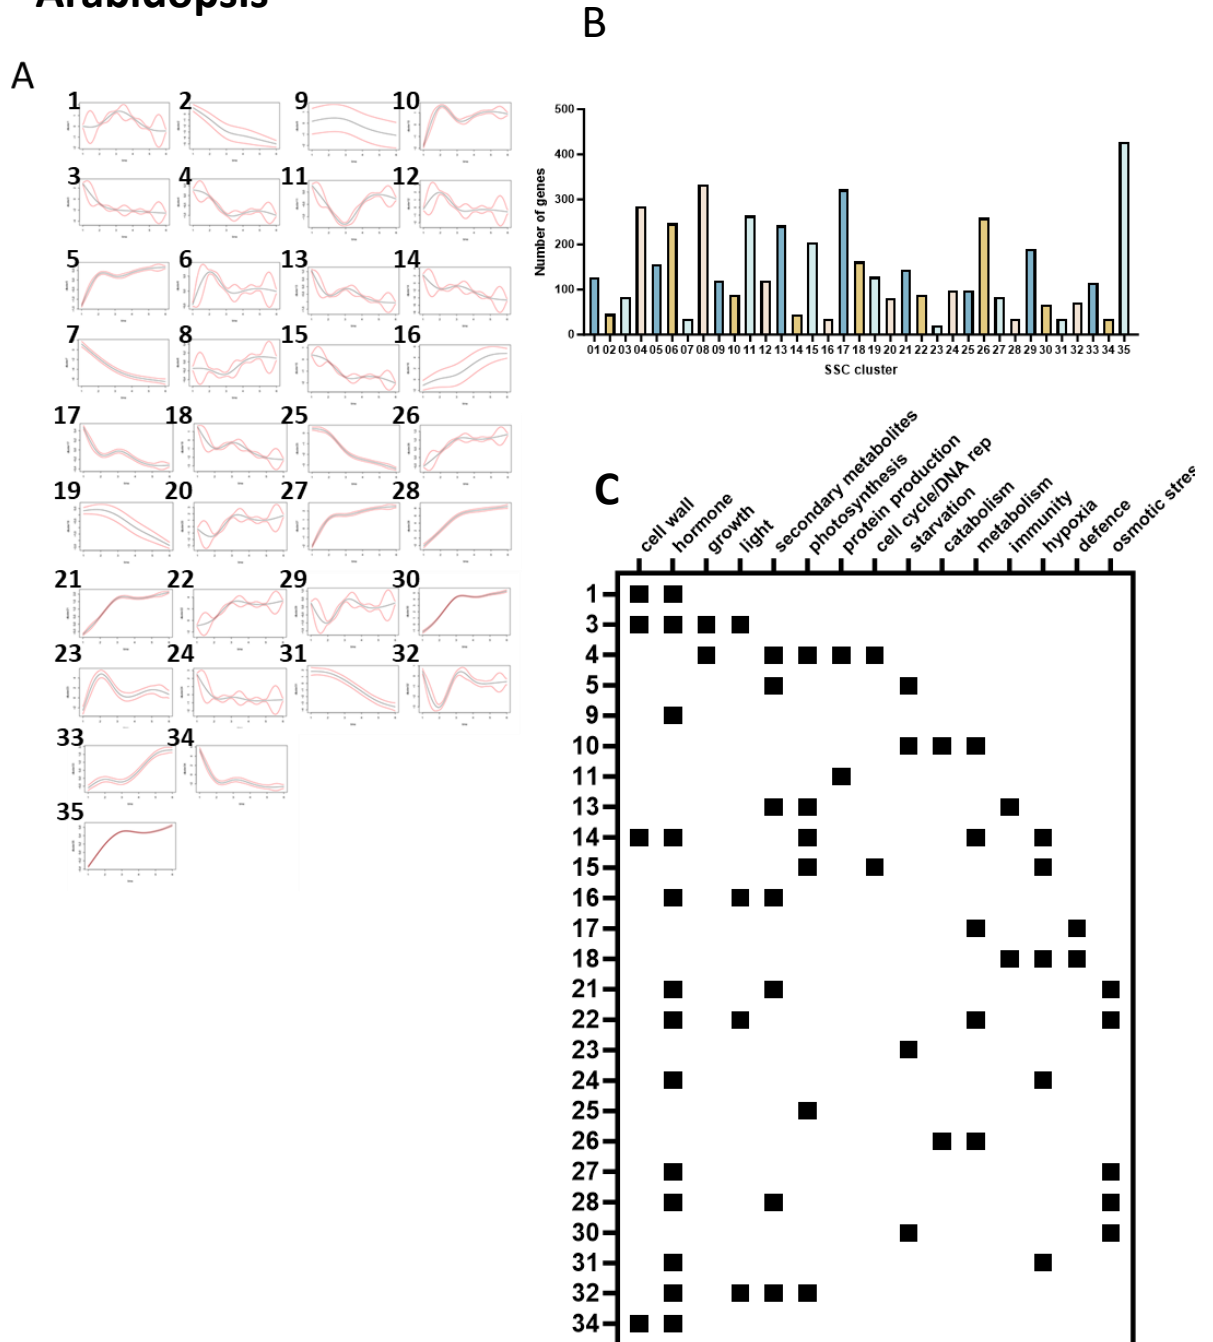 Arabidopsis
B
A
1 2 9 10
3 4 11 12
5 6 13 14
7 8 15 16
17 18 25 26
19 20 27 28
21 22 29 30
23 24 31 32
33 34
35
500
400
300
200
100
0
Number of genes
01 02 03 04 05 06 07 08 09 10 11 12 13 14 15 16 17 18 19 20 21 22 23 24 25 26 27 28 29 30 31 32 33 34 35
SSC cluster
C
cell wall
hormone
growth
light
secondary metabolites
photosynthesis
protein production
cell cycle/DNA rep
starvation
catabolism
metabolism
immunity
hypoxia
defence
osmotic stres
1
3
4
5
9
10
11
13
14
15
16
17
18
21
22
23
24
25
26
27
28
30
31
32
34